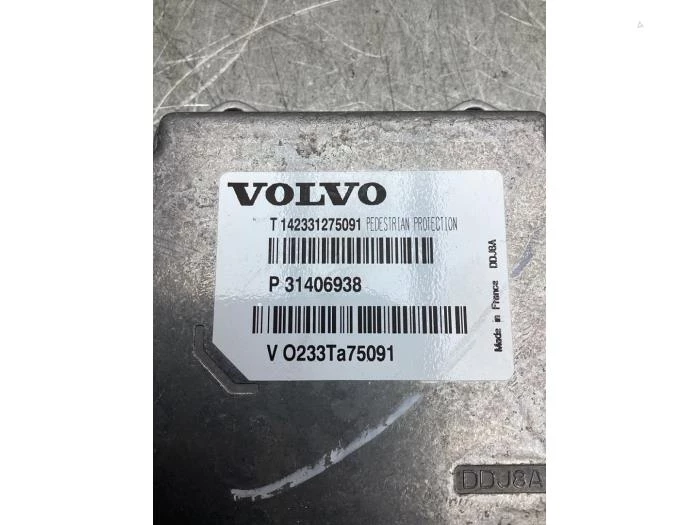 VOLVO
T 142331275091 PEDESTRIAN PROTECTION
P 31406938
V O233Ta75091
Made in France DDJ8A
DDJ8A